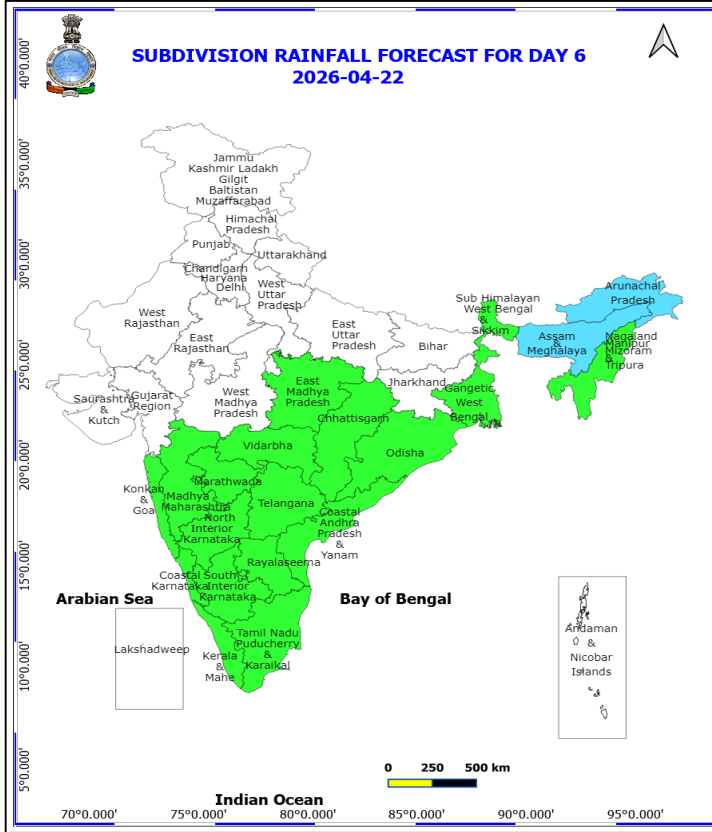 SUBDIVISION RAINFALL FORECAST FOR DAY 6
2026-04-22
40°0.000'
35°0.000'
30°0.000'
25°0.000'
20°0.000'
15°0.000'
10°0.000'
5°0.000'
Jammu
Kashmir Ladakh
Gilgit
Baltistan
Muzaffarabad
Himachal
Pradesh
Punjab
Uttarakhand
Chandigarh
Haryana
Delhi
West
Uttar
Pradesh
West
Rajasthan
East
Rajasthan
East
Uttar
Pradesh
Bihar
Sub Himalayan
West Bengal
&
Sikkim
Arunachal
Pradesh
Assam
&
Meghalaya
Nagaland
Manipur
Mizoram
&
Tripura
Saurashtra
&
Kutch
Gujarat
Region
West
Madhya
Pradesh
East
Madhya
Pradesh
Jharkhand
Gangetic
West
Bengal
Chhattisgarh
Odisha
Vidarbha
Konkan
&
Goa
Madhya
Maharashtra
Marathwada
Telangana
North
Interior
Karnataka
Coastal
Andhra
Pradesh
&
Yanam
Rayalaseema
Coastal
Karnataka
South
Interior
Karnataka
Arabian Sea
Bay of Bengal
Lakshadweep
Kerala
&
Mahe
Tamil Nadu
Puducherry
&
Karaikal
Andaman
&
Nicobar
Islands
0 250 500 km
Indian Ocean
70°0.000' 75°0.000' 80°0.000' 85°0.000' 90°0.000' 95°0.000'